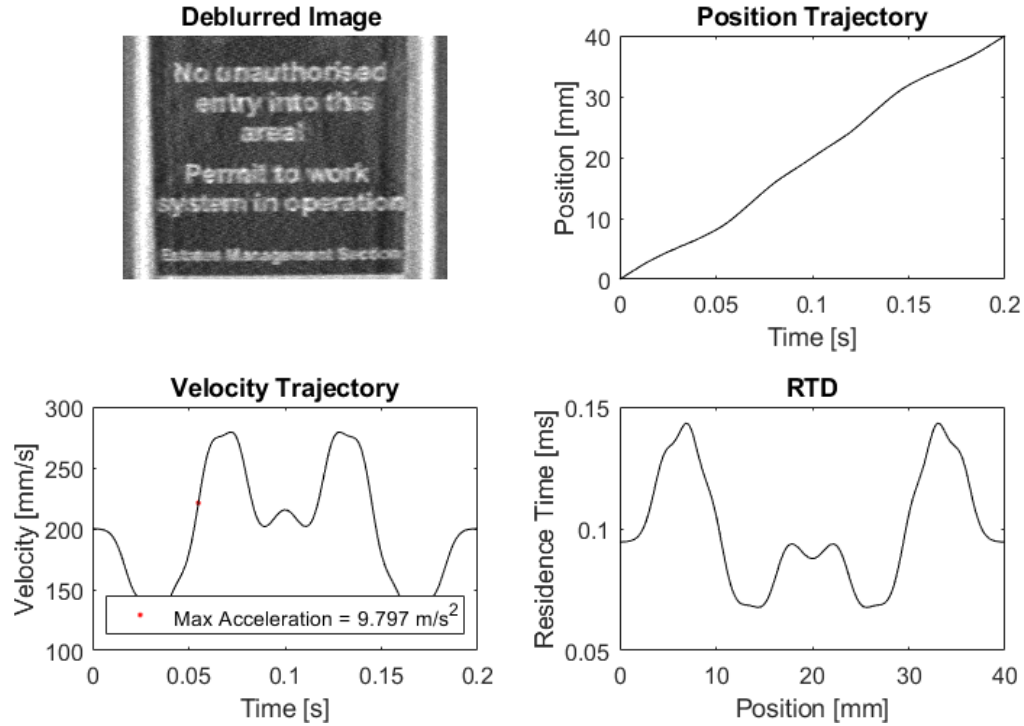 Deblurred Image
No unauthorised
entry into this
area!
Permit to work
system in operation
Estates Management Section
Position Trajectory
40
30
20
10
0
Position [mm]
0 0.05 0.1 0.15 0.2
Time [s]
Velocity Trajectory
300
250
200
150
100
Velocity [mm/s]
Max Acceleration = 9.797 m/s²
0 0.05 0.1 0.15 0.2
Time [s]
RTD
0.15
0.1
0.05
Residence Time [ms]
0 10 20 30 40
Position [mm]